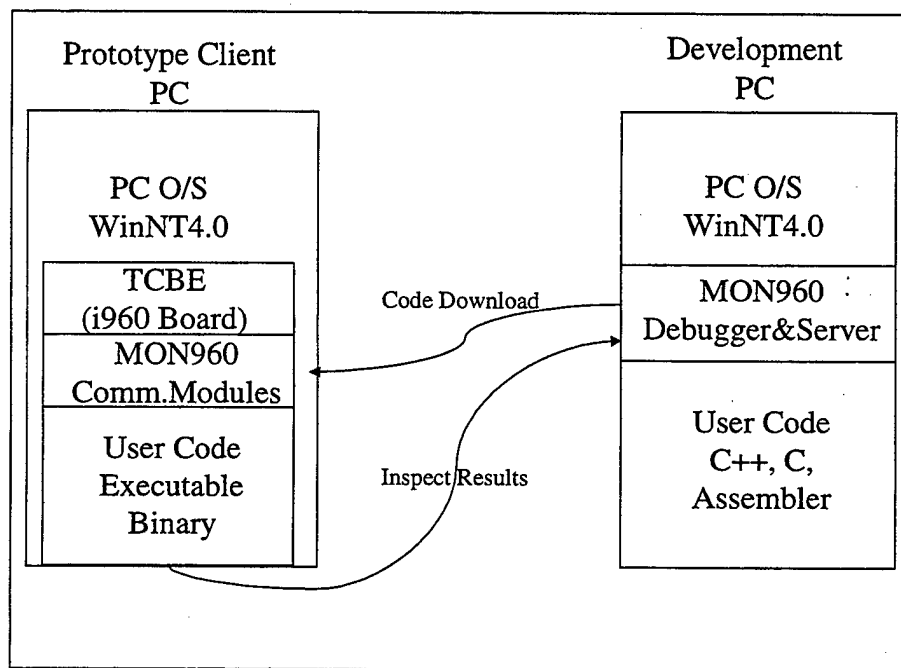 Prototype Client
PC
PC O/S
WinNT4.0
TCBE
(i960 Board)
MON960
Comm.Modules
User Code
Executable
Binary
Code Download
Inspect Results
Development
PC
PC O/S
WinNT4.0
MON960
Debugger&Server
User Code
C++, C,
Assembler